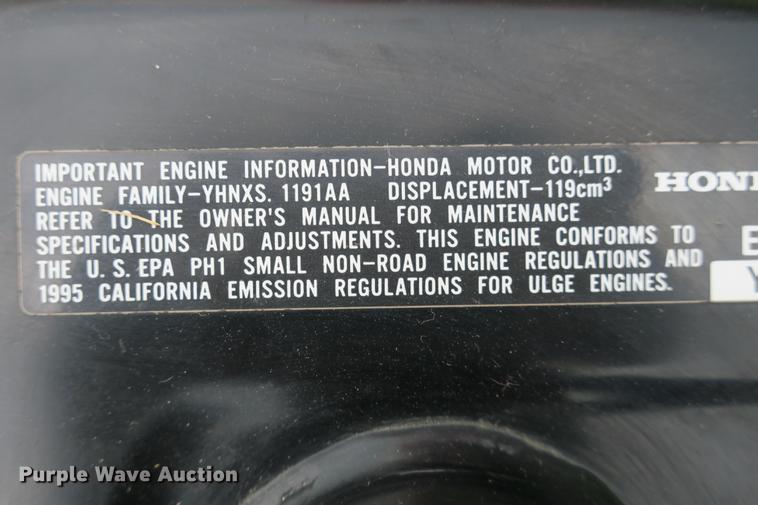 IMPORTANT ENGINE INFORMATION-HONDA MOTOR CO.,LTD.
ENGINE FAMILY-YHNXS. 1191AA DISPLACEMENT-119cm³
REFER TO THE OWNER'S MANUAL FOR MAINTENANCE
SPECIFICATIONS AND ADJUSTMENTS. THIS ENGINE CONFORMS TO
THE U.S. EPA PH1 SMALL NON-ROAD ENGINE REGULATIONS AND
1995 CALIFORNIA EMISSION REGULATIONS FOR ULGE ENGINES.
Purple Wave Auction